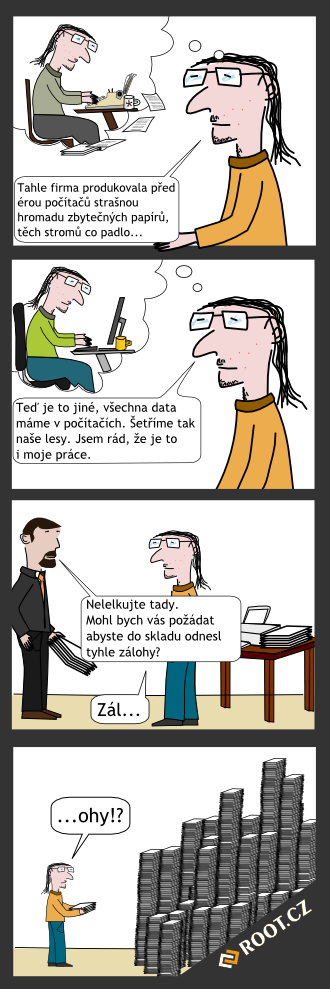 Tahle firma produkovala před
érou počítačů strašnou
hromadu zbytečných papírů,
těch stromů co padlo...
Teď je to jiné, všechna data
máme v počítačích. Šetříme tak
naše lesy. Jsem rád, že je to
i moje práce.
Nelelkujte tady.
Mohl bych vás požádat
abyste do skladu odnesl
tyhle zálohy?
Zál...
...ohy!?
ROOT.CZ